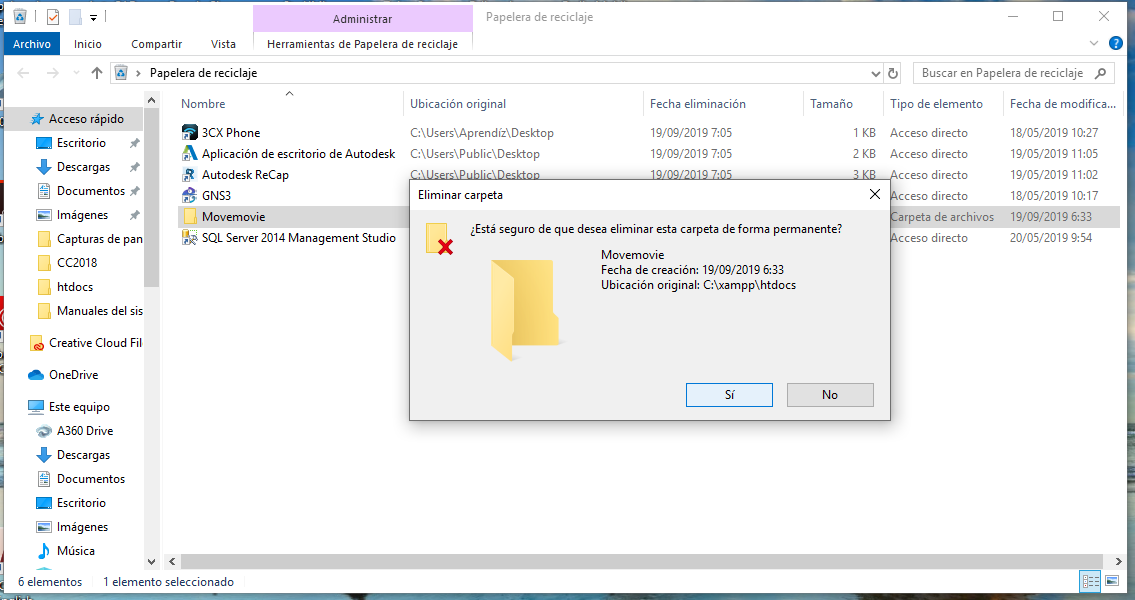 Administrar
Papelera de reciclaje
Archivo
Inicio
Compartir
Vista
Herramientas de Papelera de reciclaje
Papelera de reciclaje
Buscar en Papelera de reciclaje
Nombre
Ubicación original
Fecha eliminación
Tamaño
Tipo de elemento
Fecha de modifica...
Acceso rápido
Escritorio
Descargas
Documentos
Imágenes
Capturas de pan
CC2018
htdocs
Manuales del sis
Creative Cloud Fil
OneDrive
Este equipo
A360 Drive
Descargas
Documentos
Escritorio
Imágenes
Música
3CX Phone C:\Users\Aprendiz\Desktop 19/09/2019 7:05 1 KB Acceso directo 18/05/2019 10:27
Aplicación de escritorio de Autodesk C:\Users\Public\Desktop 19/09/2019 7:05 2 KB Acceso directo 19/05/2019 11:05
Autodesk ReCap C:\Users\Public\Desktop 19/09/2019 7:05 3 KB Acceso directo 19/05/2019 11:02
GNS3 Acceso directo 18/05/2019 10:17
Movemovie Carpeta de archivos 19/09/2019 6:33
SQL Server 2014 Management Studio Acceso directo 20/05/2019 9:54
Eliminar carpeta
¿Está seguro de que desea eliminar esta carpeta de forma permanente?
Movemovie
Fecha de creación: 19/09/2019 6:33
Ubicación original: C:\xampp\htdocs
Sí
No
6 elementos
1 elemento seleccionado